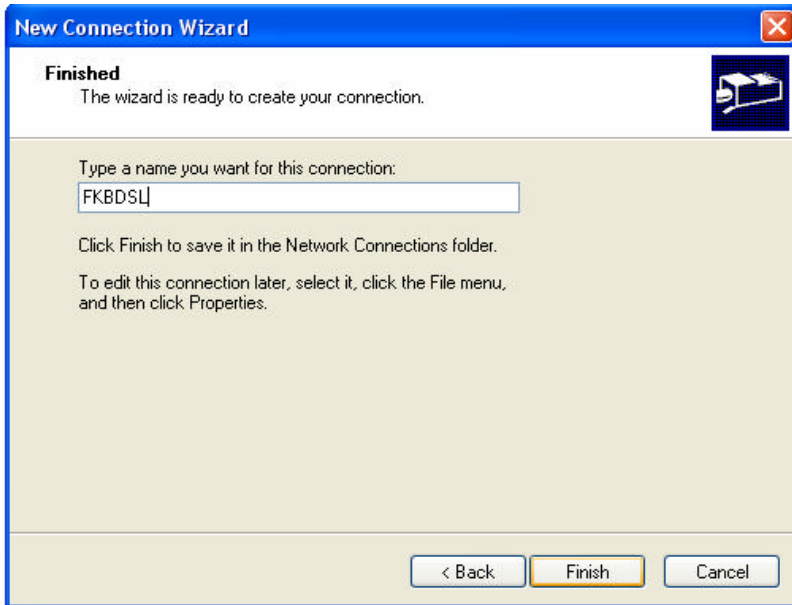 New Connection Wizard
Finished
The wizard is ready to create your connection.
Type a name you want for this connection:
FKBDSL
Click Finish to save it in the Network Connections folder.
To edit this connection later, select it, click the File menu,
and then click Properties.
< Back Finish Cancel